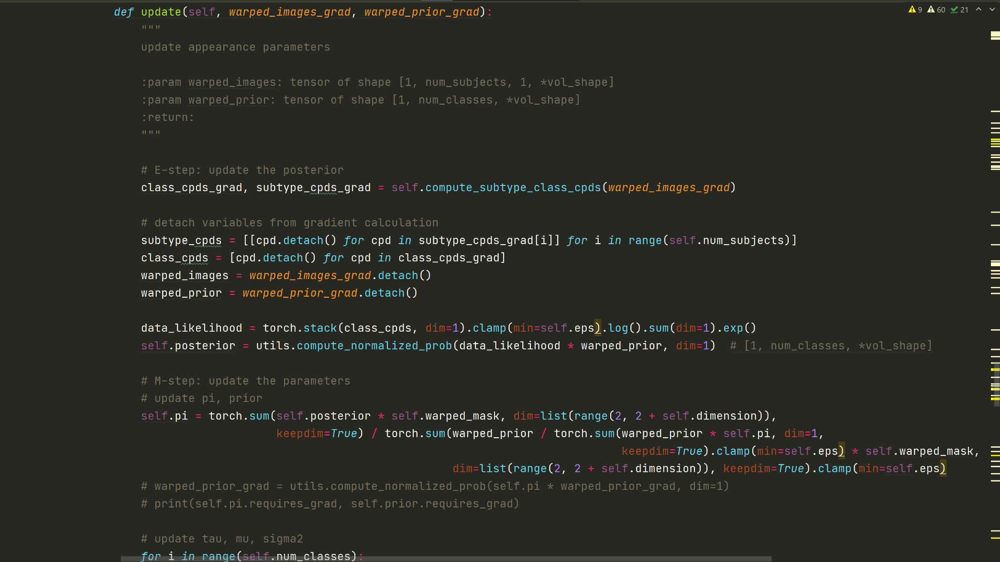 def update(self, warped_images_grad, warped_prior_grad):
9 60 21
"""
update appearance parameters
:param warped_images: tensor of shape [1, num_subjects, 1, *vol_shape]
:param warped_prior: tensor of shape [1, num_classes, *vol_shape]
:return:
"""
# E-step: update the posterior
class_cpds_grad, subtype_cpds_grad = self.compute_subtype_class_cpds(warped_images_grad)
# detach variables from gradient calculation
subtype_cpds = [[cpd.detach() for cpd in subtype_cpds_grad[i]] for i in range(self.num_subjects)]
class_cpds = [cpd.detach() for cpd in class_cpds_grad]
warped_images = warped_images_grad.detach()
warped_prior = warped_prior_grad.detach()
data_likelihood = torch.stack(class_cpds, dim=1).clamp(min=self.eps).log().sum(dim=1).exp()
self.posterior = utils.compute_normalized_prob(data_likelihood * warped_prior, dim=1)  # [1, num_classes, *vol_shape]
# M-step: update the parameters
# update pi, prior
self.pi = torch.sum(self.posterior * self.warped_mask, dim=list(range(2, 2 + self.dimension)),
keepdim=True) / torch.sum(warped_prior / torch.sum(warped_prior * self.pi, dim=1,
keepdim=True).clamp(min=self.eps) * self.warped_mask,
dim=list(range(2, 2 + self.dimension)), keepdim=True).clamp(min=self.eps)
# warped_prior_grad = utils.compute_normalized_prob(self.pi * warped_prior_grad, dim=1)
# print(self.pi.requires_grad, self.prior.requires_grad)
# update tau, mu, sigma2
for i in range(self.num_classes):